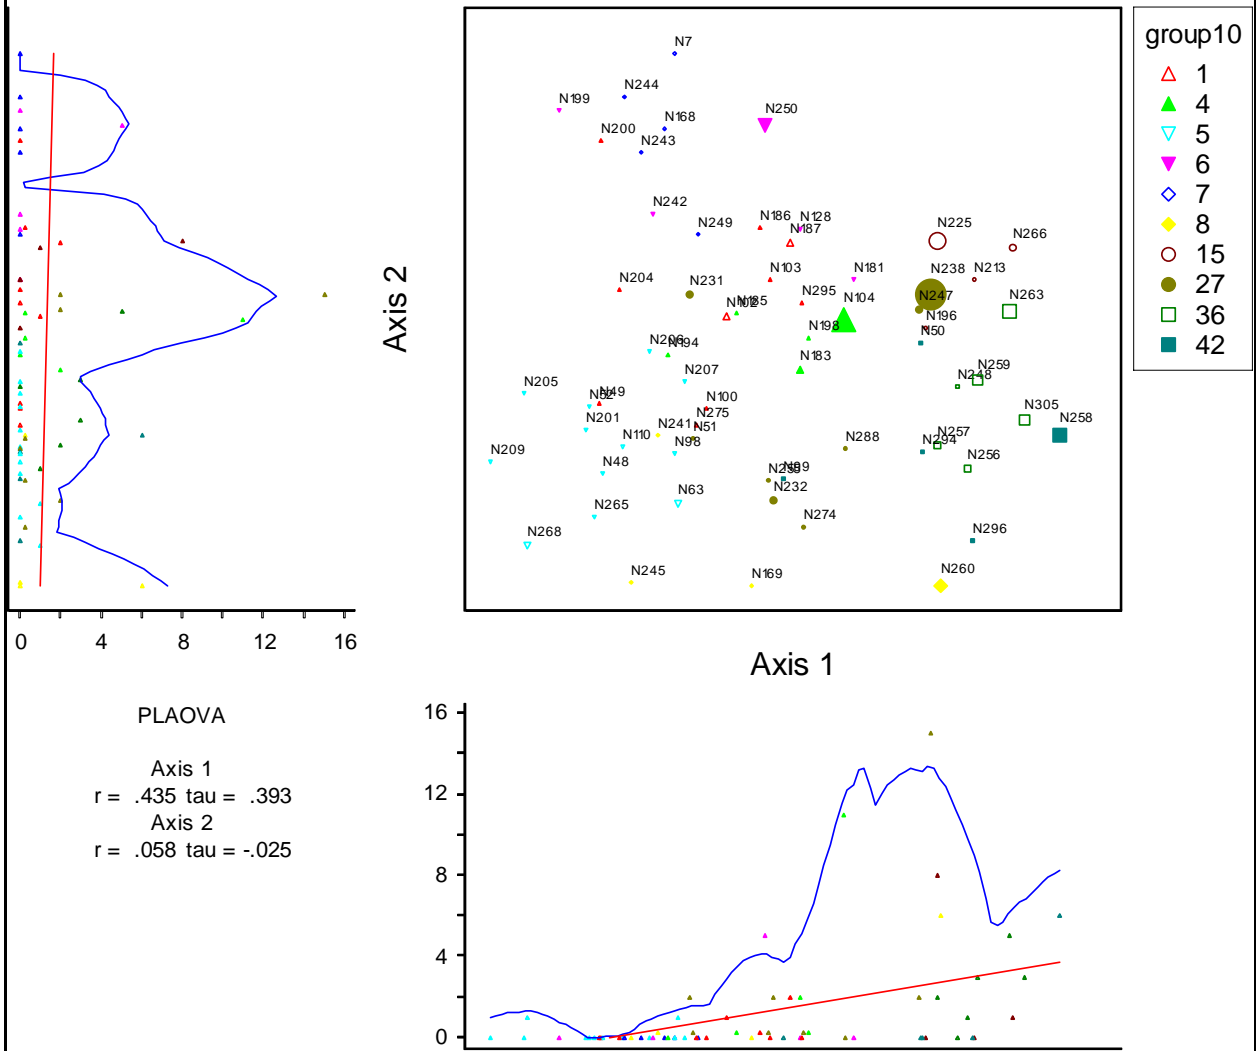 group10
1
4
5
6
7
8
15
27
36
42
N7
N244
N199
N250
N168
N200
N243
N242
N186 N128
N249
N187
N225
N266
N204
N231
N103
N181
N238
N213
N185
N295
N104
N247
N263
N196
N198
N50
N206
N194
N183
N207
N259
N248
N205
N49
N52
N100
N305
N258
N201
N275
N241 N51
N110
N98
N288
N257
N294
N209
N48
N256
N232
N63
N265
N274
N268
N296
N245
N169
N260
Axis 2
0 4 8 12 16
Axis 1
PLAOVA
Axis 1
r = .435 tau = .393
Axis 2
r = .058 tau = -.025
16
12
8
4
0